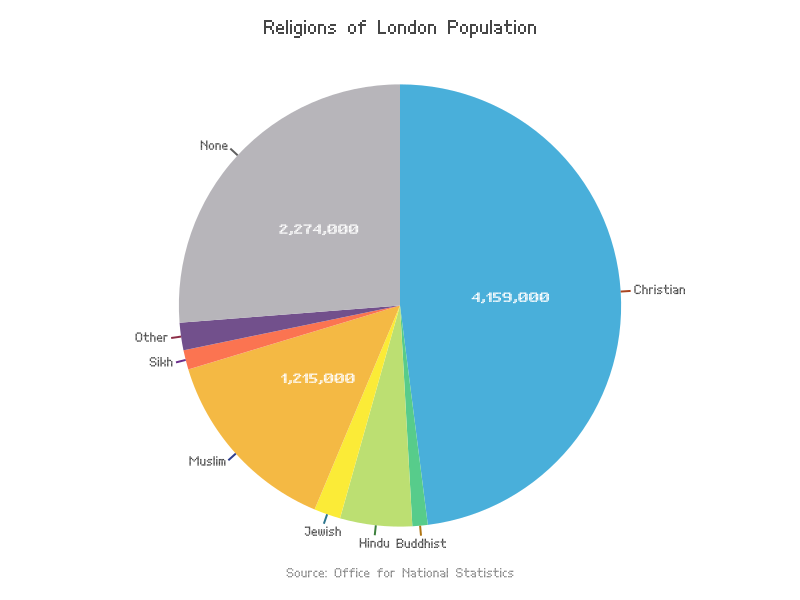 Religions of London Population
None
2,274,000
4,159,000
Christian
Other
Sikh
1,215,000
Muslim
Jewish
Hindu
Buddhist
Source: Office for National Statistics